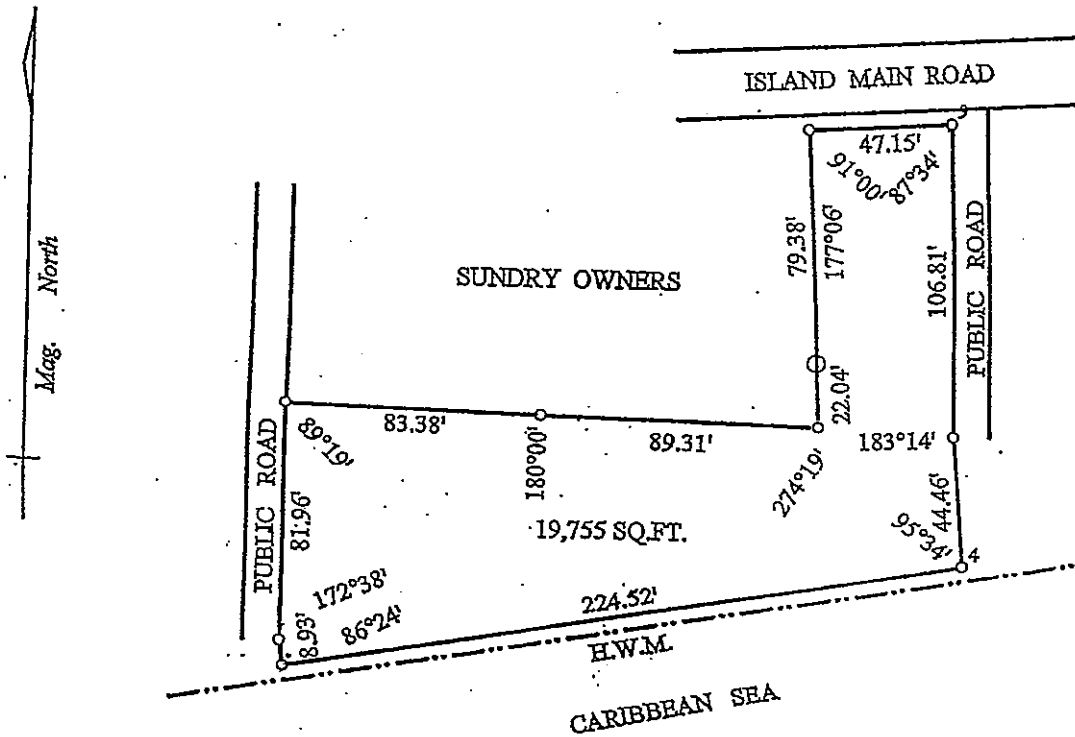 ISLAND MAIN ROAD
3
47.15'
91°00'
87°34'
Mag. North
79.38'
177°06'
106.81'
PUBLIC ROAD
SUNDRY OWNERS
22.04'
83.38'
89°19'
180°00'
89.31'
274°19'
183°14'
PUBLIC ROAD
81.96'
44.46'
95°34'
4
19,755 SQ.FT.
172°38'
86°24'
8.93'
224.52'
H.W.M.
CARIBBEAN SEA